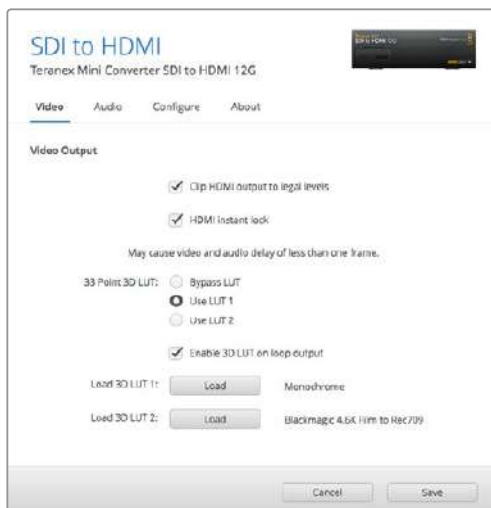 SDI to HDMI
Teranex Mini Converter SDI to HDMI 12G
Video Audio Configure About
Video Output
Clip HDMI output to legal levels
HDMI instant lock
May cause video and audio delay of less than one frame.
33 Point 3D LUT: Bypass LUT
Use LUT 1
Use LUT 2
Enable 3D LUT on loop output
Load 3D LUT 1: Load Monochrome
Load 3D LUT 2: Load Blackmagic 4.6K Film to Rec709
Cancel Save